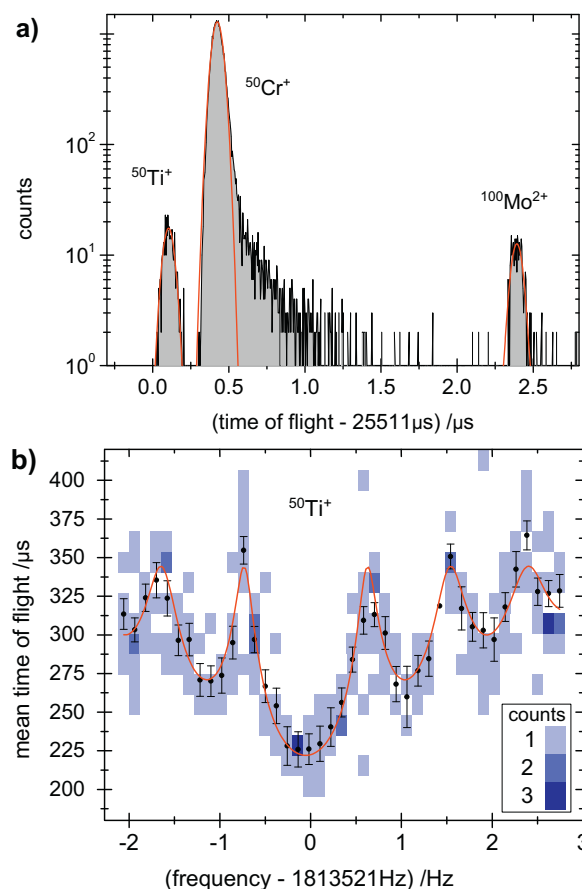 a)
⁵⁰Cr⁺
⁵⁰Ti⁺
¹⁰⁰Mo²⁺
counts
10³
10²
10¹
10⁰
0.0 0.5 1.0 1.5 2.0 2.5
(time of flight - 25511µs) /µs
b)
⁵⁰Ti⁺
mean time of flight /µs
400
375
350
325
300
275
250
225
200
counts
1
2
3
-2 -1 0 1 2 3
(frequency - 1813521Hz) /Hz